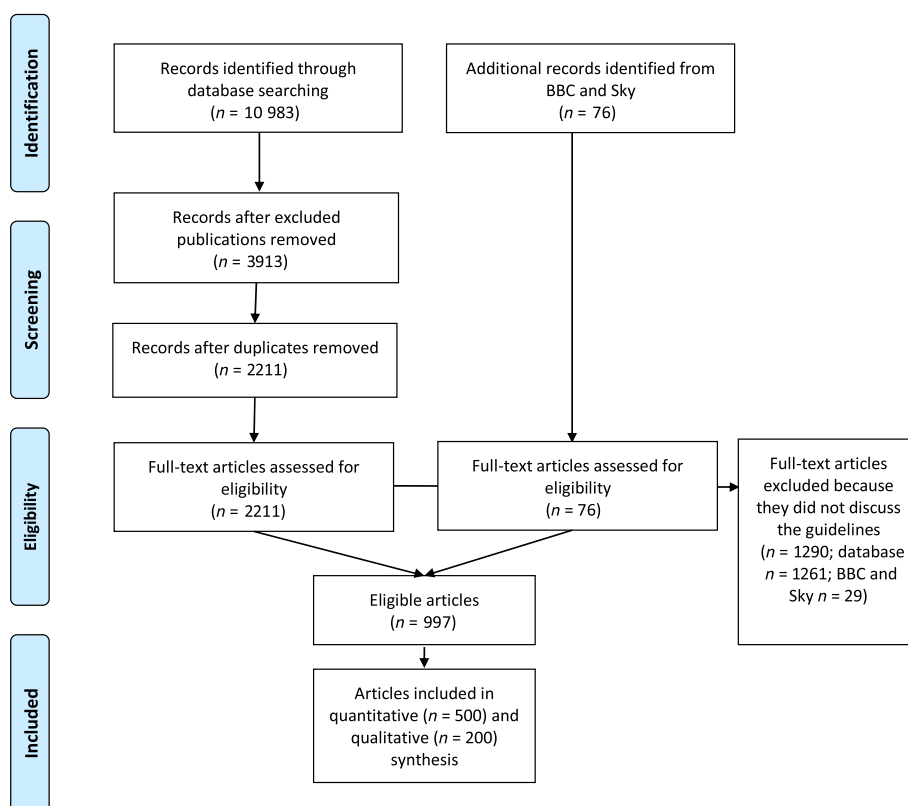 Identification
Records identified through
database searching
(n = 10 983)
Additional records identified from
BBC and Sky
(n = 76)
Screening
Records after excluded
publications removed
(n = 3913)
Records after duplicates removed
(n = 2211)
Eligibility
Full-text articles assessed for
eligibility
(n = 2211)
Full-text articles assessed for
eligibility
(n = 76)
Full-text articles
excluded because
they did not discuss
the guidelines
(n = 1290; database
n = 1261; BBC and
Sky n = 29)
Eligible articles
(n = 997)
Included
Articles included in
quantitative (n = 500) and
qualitative (n = 200)
synthesis